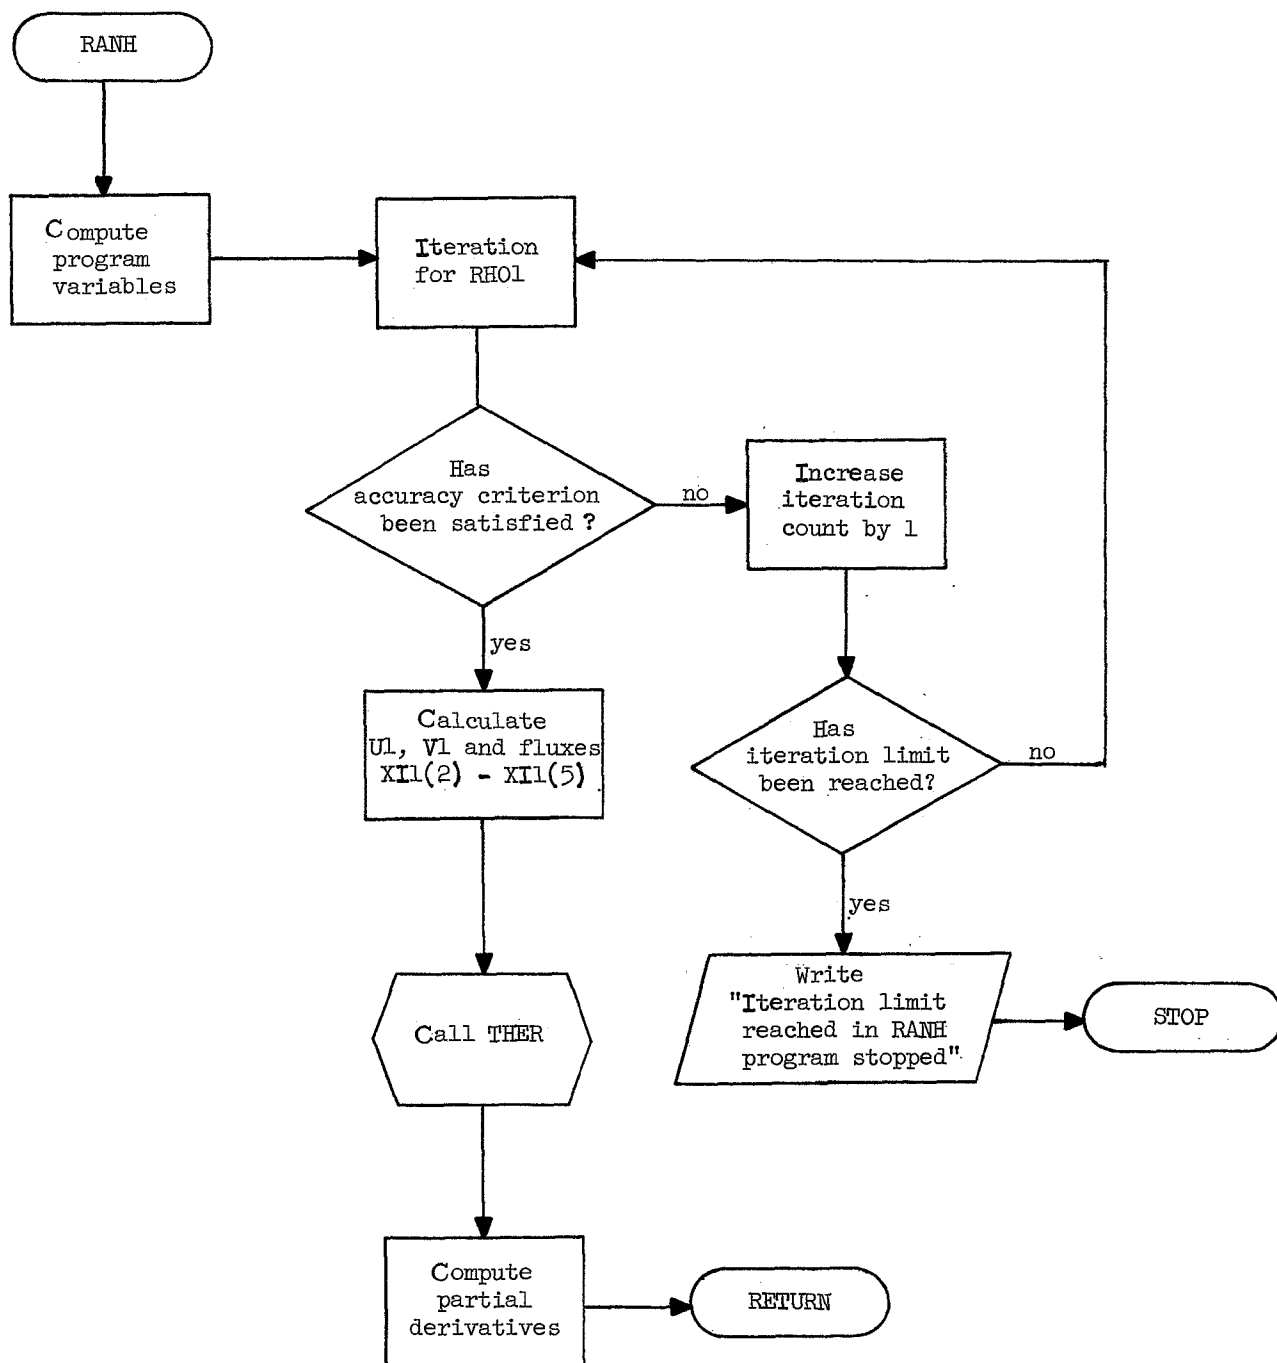 RANH
Compute
program
variables
Iteration
for RHO1
Has
accuracy criterion
been satisfied ?
no
Increase
iteration
count by 1
yes
Calculate
U1, V1 and fluxes
XI1(2) - XI1(5)
Has
iteration limit
been reached?
no
yes
Write
"Iteration limit
reached in RANH
program stopped"
STOP
Call THER
Compute
partial
derivatives
RETURN